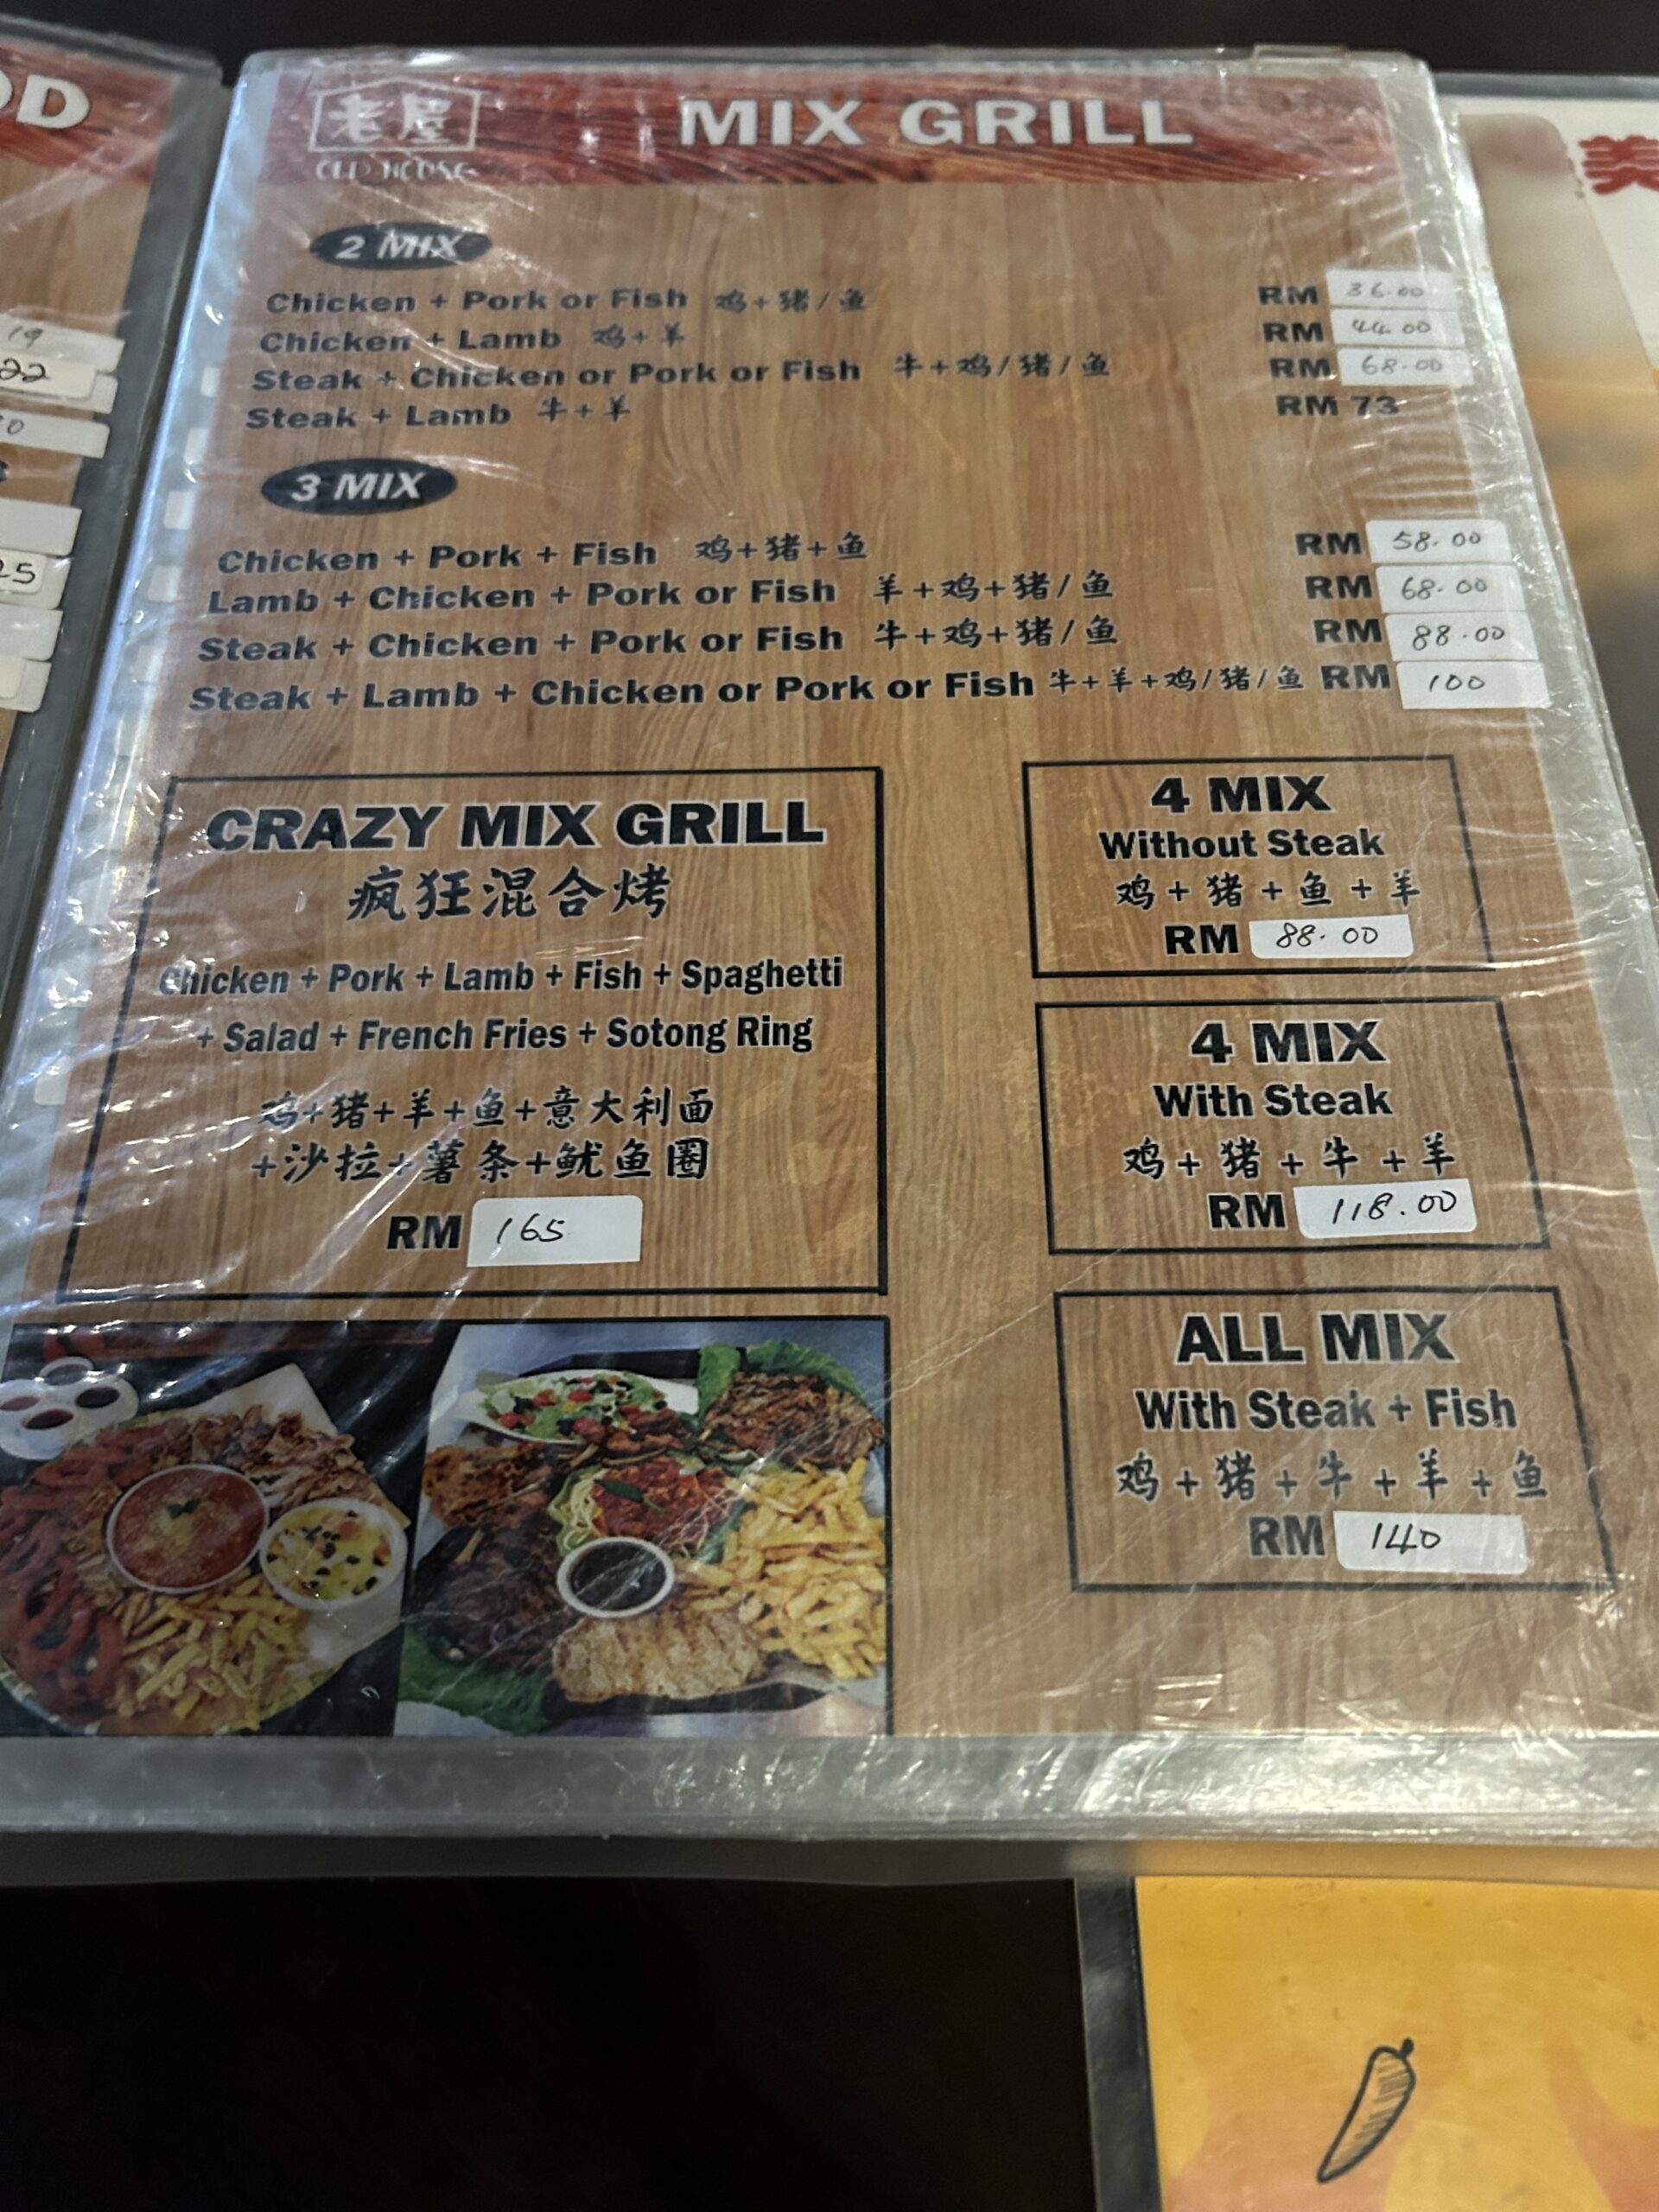 老屋
OLD HOUSE
MIX GRILL
2 MIX
Chicken + Pork or Fish 鸡+猪/鱼 RM 36.00
Chicken + Lamb 鸡+羊 RM 44.00
Steak + Chicken or Pork or Fish 牛+鸡/猪/鱼 RM 68.00
Steak + Lamb 牛+羊 RM 73
3 MIX
Chicken + Pork + Fish 鸡+猪+鱼 RM 58.00
Lamb + Chicken + Pork or Fish 羊+鸡+猪/鱼 RM 68.00
Steak + Chicken + Pork or Fish 牛+鸡+猪/鱼 RM 88.00
Steak + Lamb + Chicken or Pork or Fish 牛+羊+鸡/猪/鱼 RM 100
CRAZY MIX GRILL
疯狂混合烤
Chicken + Pork + Lamb + Fish + Spaghetti
+ Salad + French Fries + Sotong Ring
鸡+猪+羊+鱼+意大利面
+沙拉+薯条+鱿鱼圈
RM 165
4 MIX
Without Steak
鸡 + 猪 + 鱼 + 羊
RM 88.00
4 MIX
With Steak
鸡 + 猪 + 牛 + 羊
RM 118.00
ALL MIX
With Steak + Fish
鸡 + 猪 + 牛 + 羊 + 鱼
RM 140
OD
19
22
25